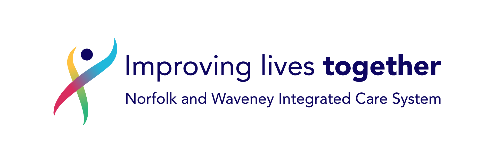 Improving lives together
Norfolk and Waveney Integrated Care System